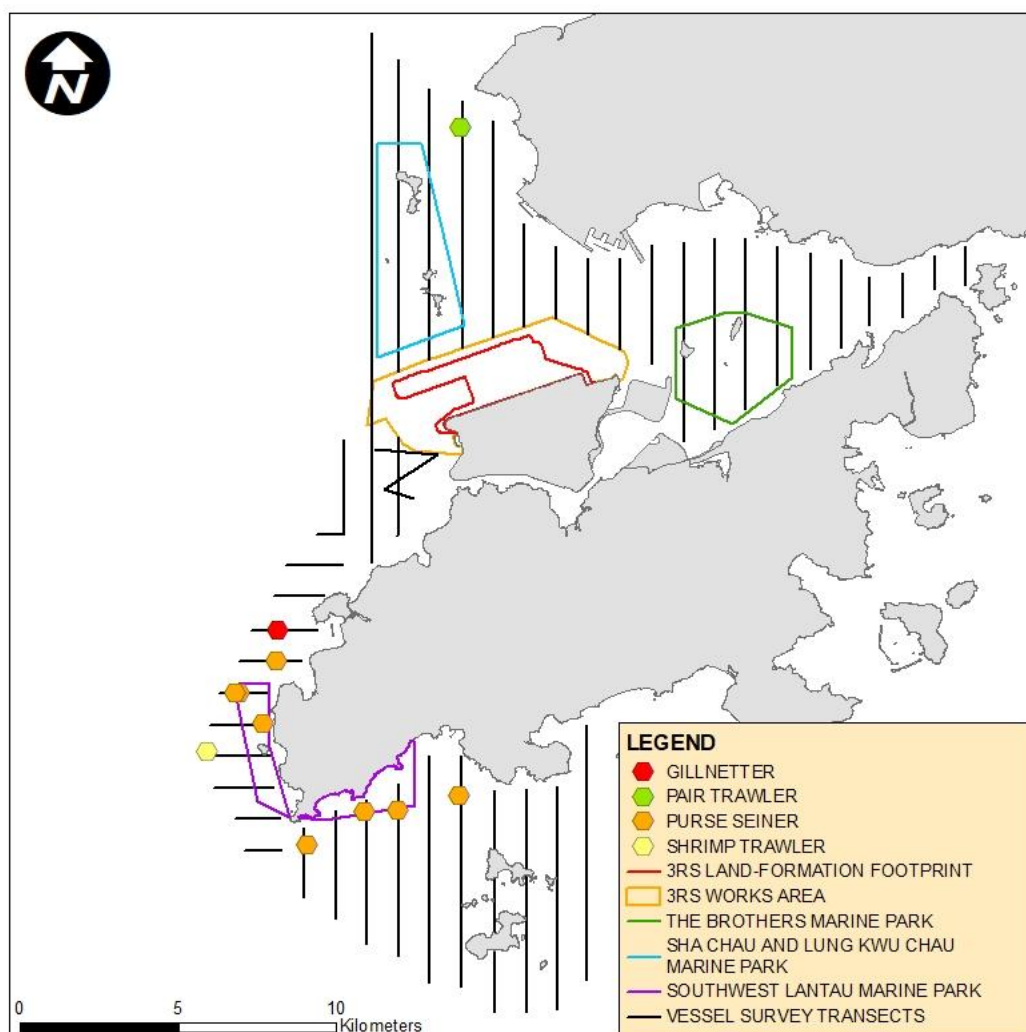 N
LEGEND
GILLNETTER
PAIR TRAWLER
PURSE SEINER
SHRIMP TRAWLER
3RS LAND-FORMATION FOOTPRINT
3RS WORKS AREA
THE BROTHERS MARINE PARK
SHA CHAU AND LUNG KWU CHAU
MARINE PARK
SOUTHWEST LANTAU MARINE PARK
VESSEL SURVEY TRANSECTS
0 5 10
Kilometers